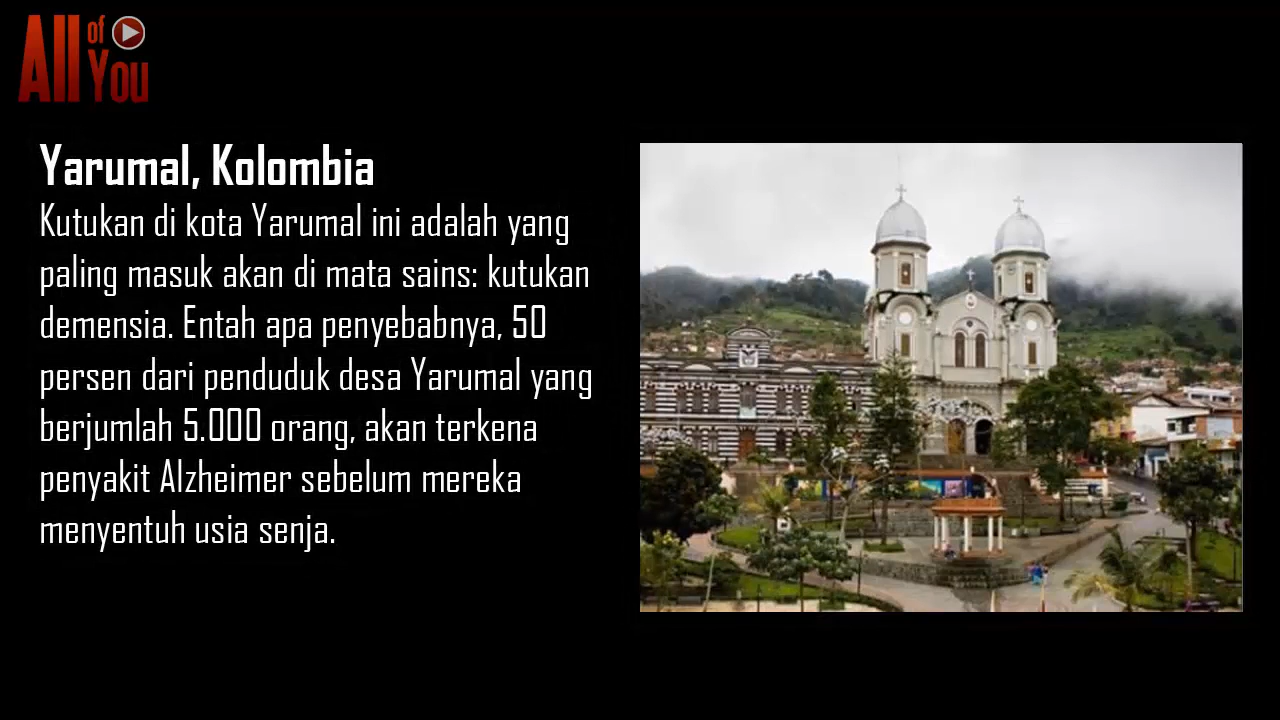 All of You
Yarumal, Kolombia
Kutukan di kota Yarumal ini adalah yang
paling masuk akan di mata sains: kutukan
demensia. Entah apa penyebabnya, 50
persen dari penduduk desa Yarumal yang
berjumlah 5.000 orang, akan terkena
penyakit Alzheimer sebelum mereka
menyentuh usia senja.